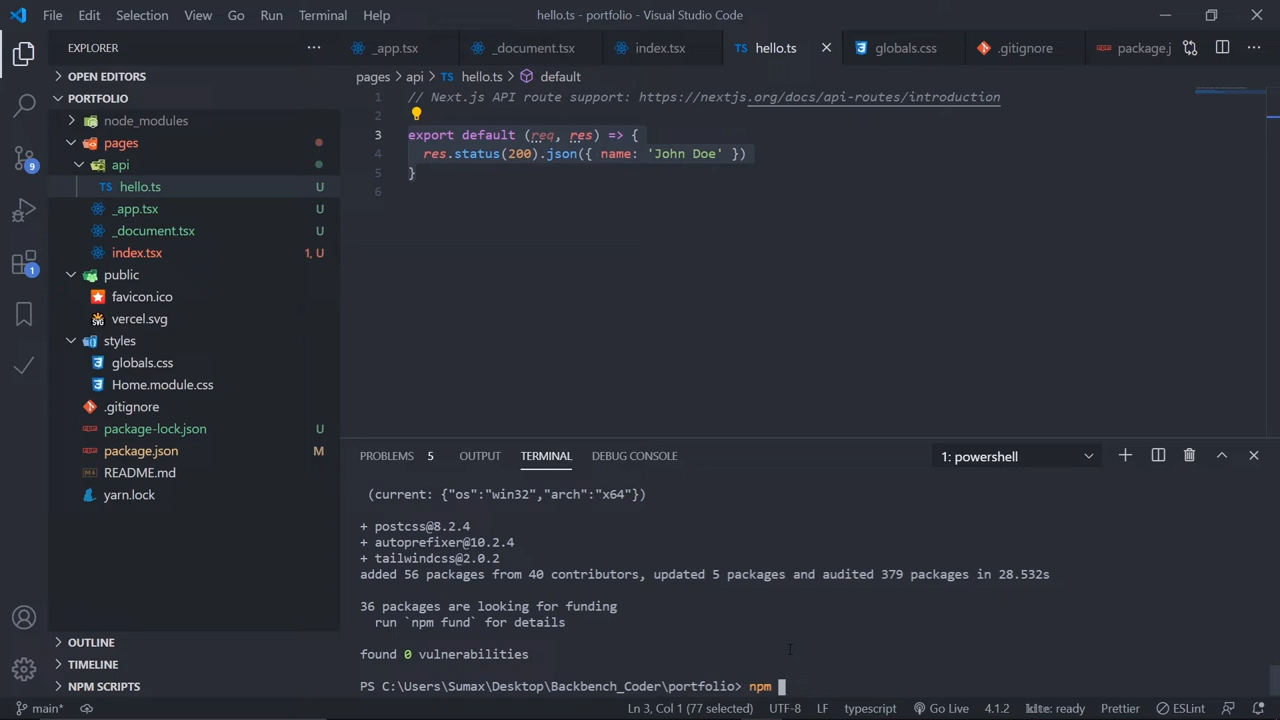 File Edit Selection View Go Run Terminal Help hello.ts - portfolio - Visual Studio Code
EXPLORER ··· _app.tsx _document.tsx index.tsx TS hello.ts globals.css .gitignore package.j ···
OPEN EDITORS
pages > api > TS hello.ts > default
PORTFOLIO
node_modules
pages
api
TS hello.ts U
_app.tsx U
_document.tsx U
index.tsx 1, U
public
favicon.ico
SVG vercel.svg
styles
globals.css
Home.module.css
.gitignore
package-lock.json U
package.json M
README.md
yarn.lock
9
1
OUTLINE
TIMELINE
NPM SCRIPTS
1 // Next.js API route support: https://nextjs.org/docs/api-routes/introduction
2
3 export default (req, res) => {
4 res.status(200).json({ name: 'John Doe' })
5 }
6
PROBLEMS 5 OUTPUT TERMINAL DEBUG CONSOLE 1: powershell
(current: {"os":"win32","arch":"x64"})
+ postcss@8.2.4
+ autoprefixer@10.2.4
+ tailwindcss@2.0.2
added 56 packages from 40 contributors, updated 5 packages and audited 379 packages in 28.532s
36 packages are looking for funding
run `npm fund` for details
found 0 vulnerabilities
PS C:\Users\Sumax\Desktop\Backbench_Coder\portfolio> npm
main* Ln 3, Col 1 (77 selected) UTF-8 LF typescript Go Live 4.1.2 kite: ready Prettier ESLint